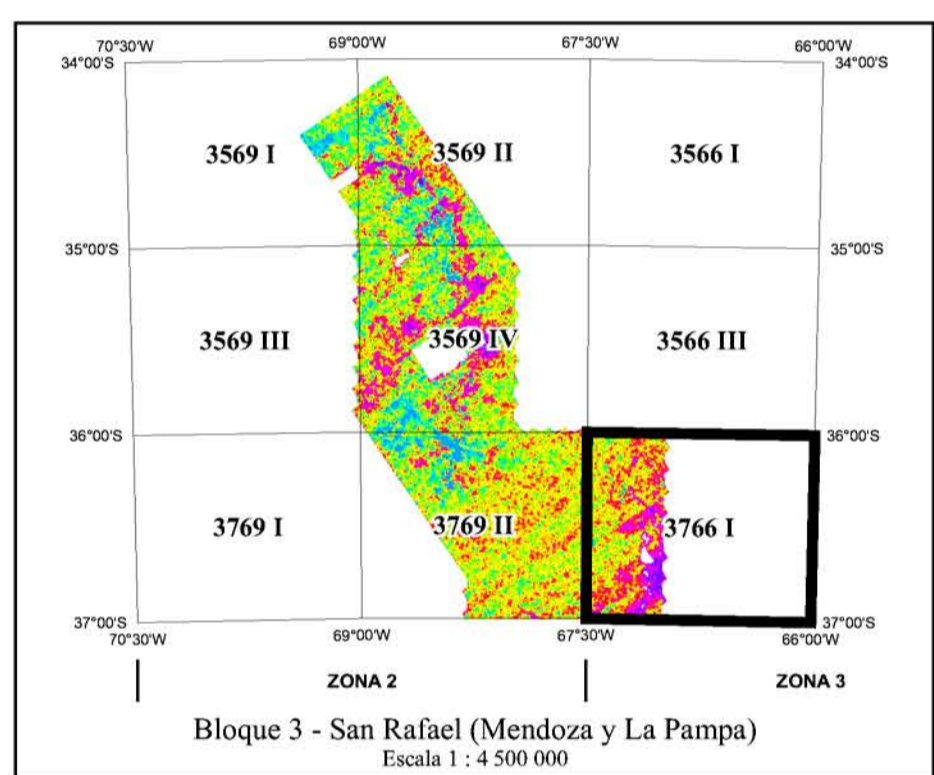 70°30'W 69°00'W 67°30'W 66°00'W
34°00'S 34°00'S
3569 I 3569 II 3566 I
35°00'S 35°00'S
3569 III 3569 IV 3566 III
36°00'S 36°00'S
3769 I 3769 II 3766 I
37°00'S 37°00'S
70°30'W 69°00'W 67°30'W 66°00'W
ZONA 2 ZONA 3
Bloque 3 - San Rafael (Mendoza y La Pampa)
Escala 1 : 4 500 000